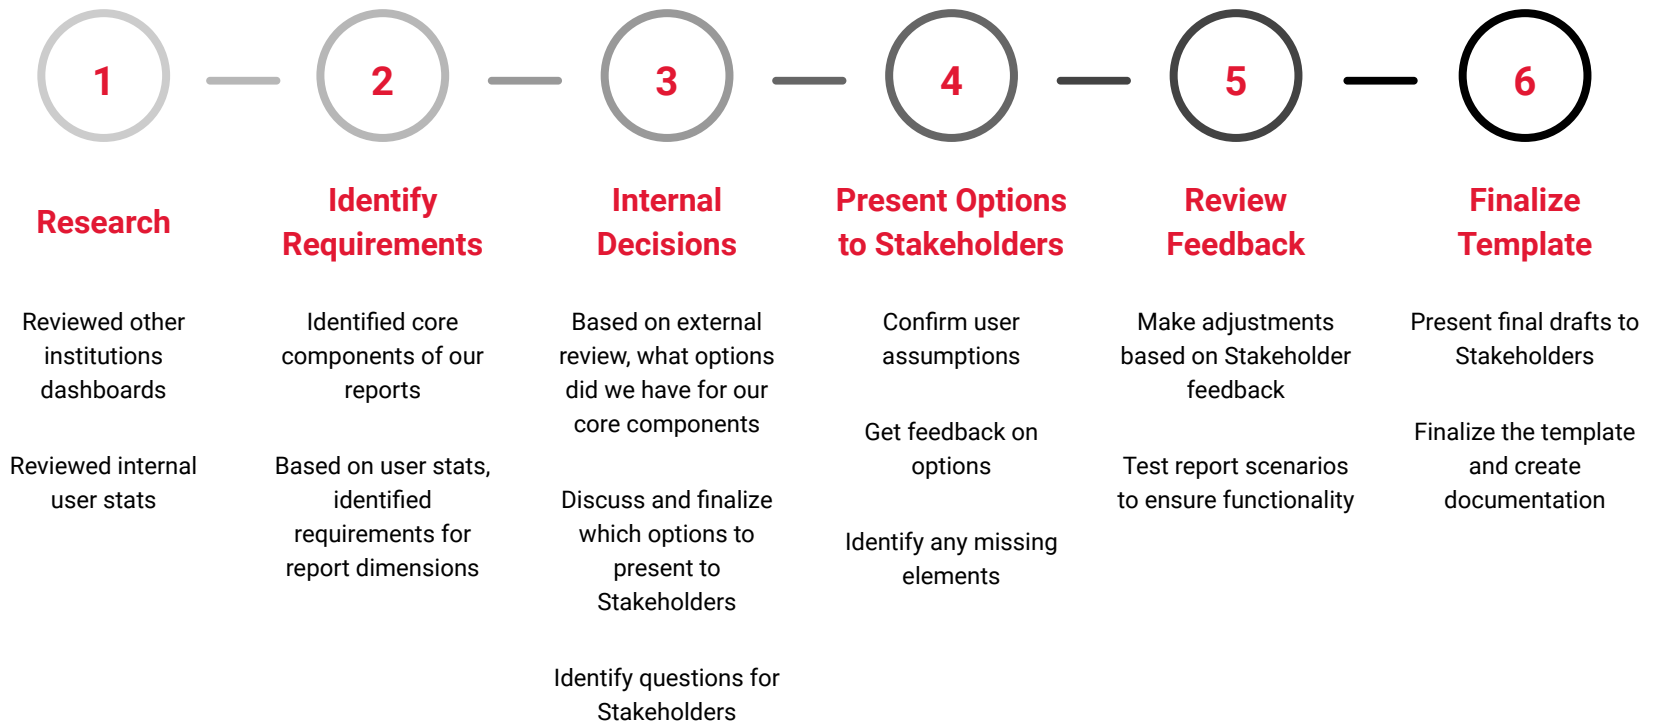 1
2
3
4
5
6
Research
Identify
Requirements
Internal
Decisions
Present Options
to Stakeholders
Review
Feedback
Finalize
Template
Reviewed other
institutions
dashboards
Reviewed internal
user stats
Identified core
components of our
reports
Based on user stats,
identified
requirements for
report dimensions
Based on external
review, what options
did we have for our
core components
Discuss and finalize
which options to
present to
Stakeholders
Identify questions for
Stakeholders
Confirm user
assumptions
Get feedback on
options
Identify any missing
elements
Make adjustments
based on Stakeholder
feedback
Test report scenarios
to ensure functionality
Present final drafts to
Stakeholders
Finalize the template
and create
documentation